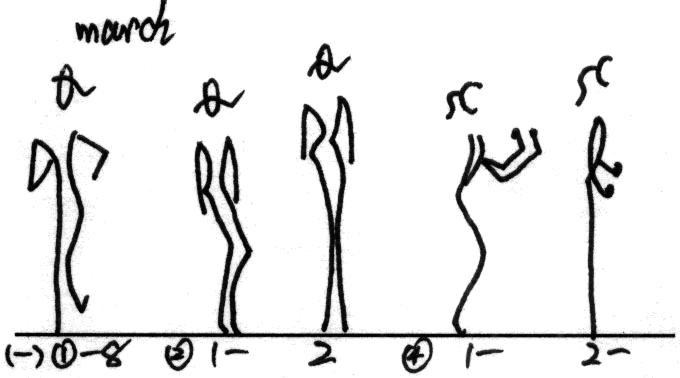 march
(一) ①-8 ② 1- 2 ④ 1- 2-